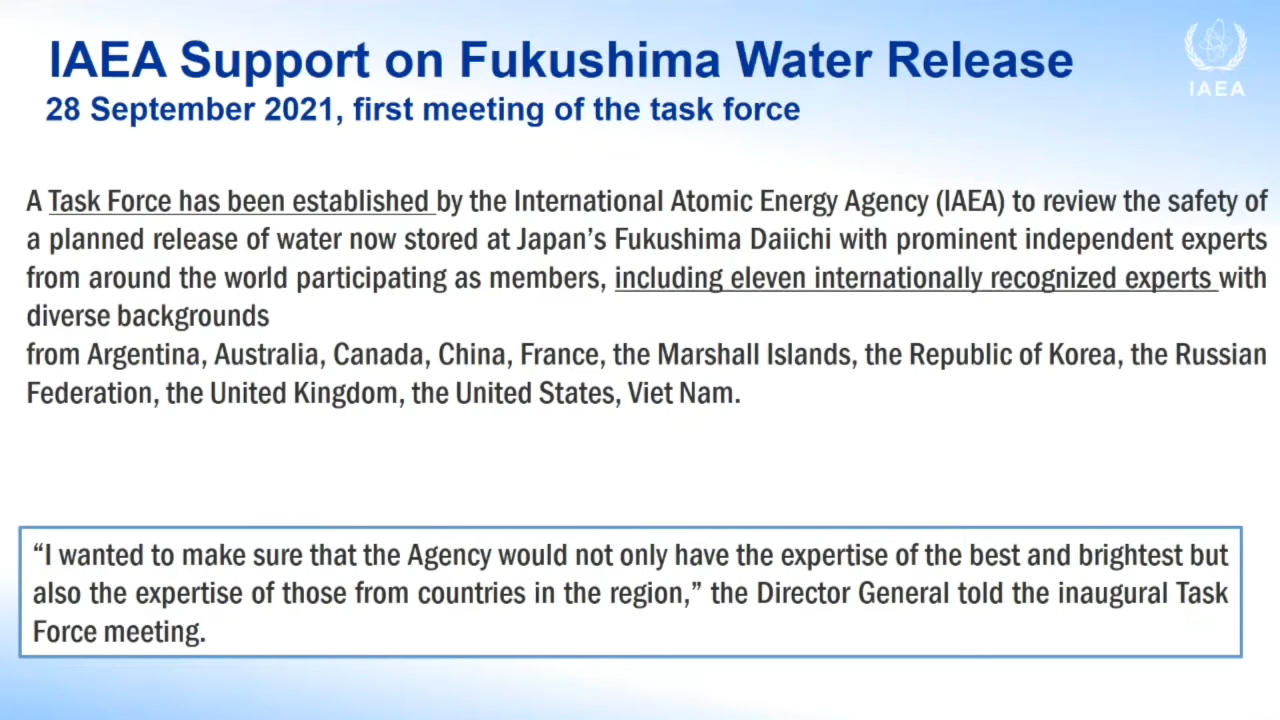 IAEA Support on Fukushima Water Release
28 September 2021, first meeting of the task force
IAEA
A Task Force has been established by the International Atomic Energy Agency (IAEA) to review the safety of
a planned release of water now stored at Japan’s Fukushima Daiichi with prominent independent experts
from around the world participating as members, including eleven internationally recognized experts with
diverse backgrounds
from Argentina, Australia, Canada, China, France, the Marshall Islands, the Republic of Korea, the Russian
Federation, the United Kingdom, the United States, Viet Nam.
“I wanted to make sure that the Agency would not only have the expertise of the best and brightest but
also the expertise of those from countries in the region,” the Director General told the inaugural Task
Force meeting.